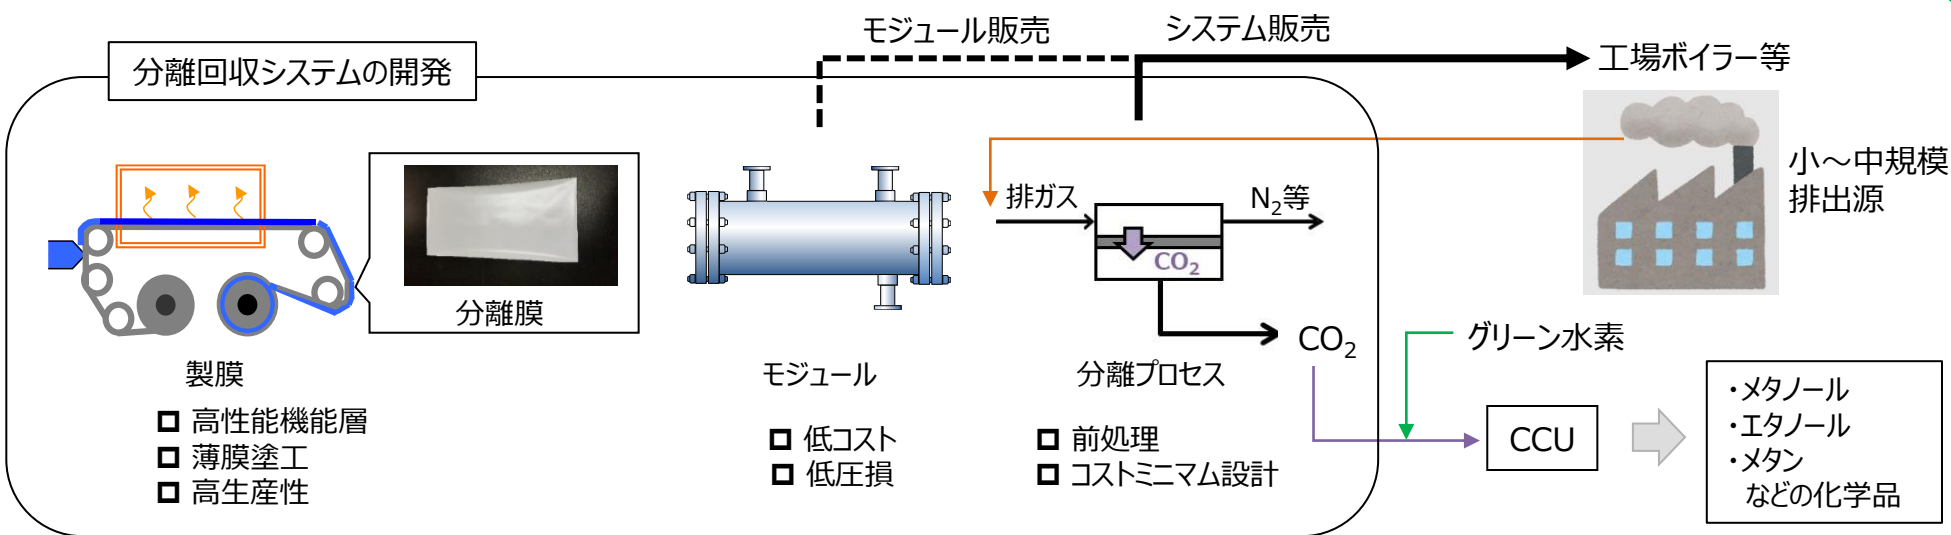 モジュール販売
システム販売
分離回収システムの開発
工場ボイラー等
小～中規模
排出源
排ガス
N2等
CO2
分離膜
CO2
グリーン水素
製膜
モジュール
分離プロセス
高性能機能層
薄膜塗工
高生産性
低コスト
低圧損
前処理
コストミニマム設計
CCU
・メタノール
・エタノール
・メタン
などの化学品